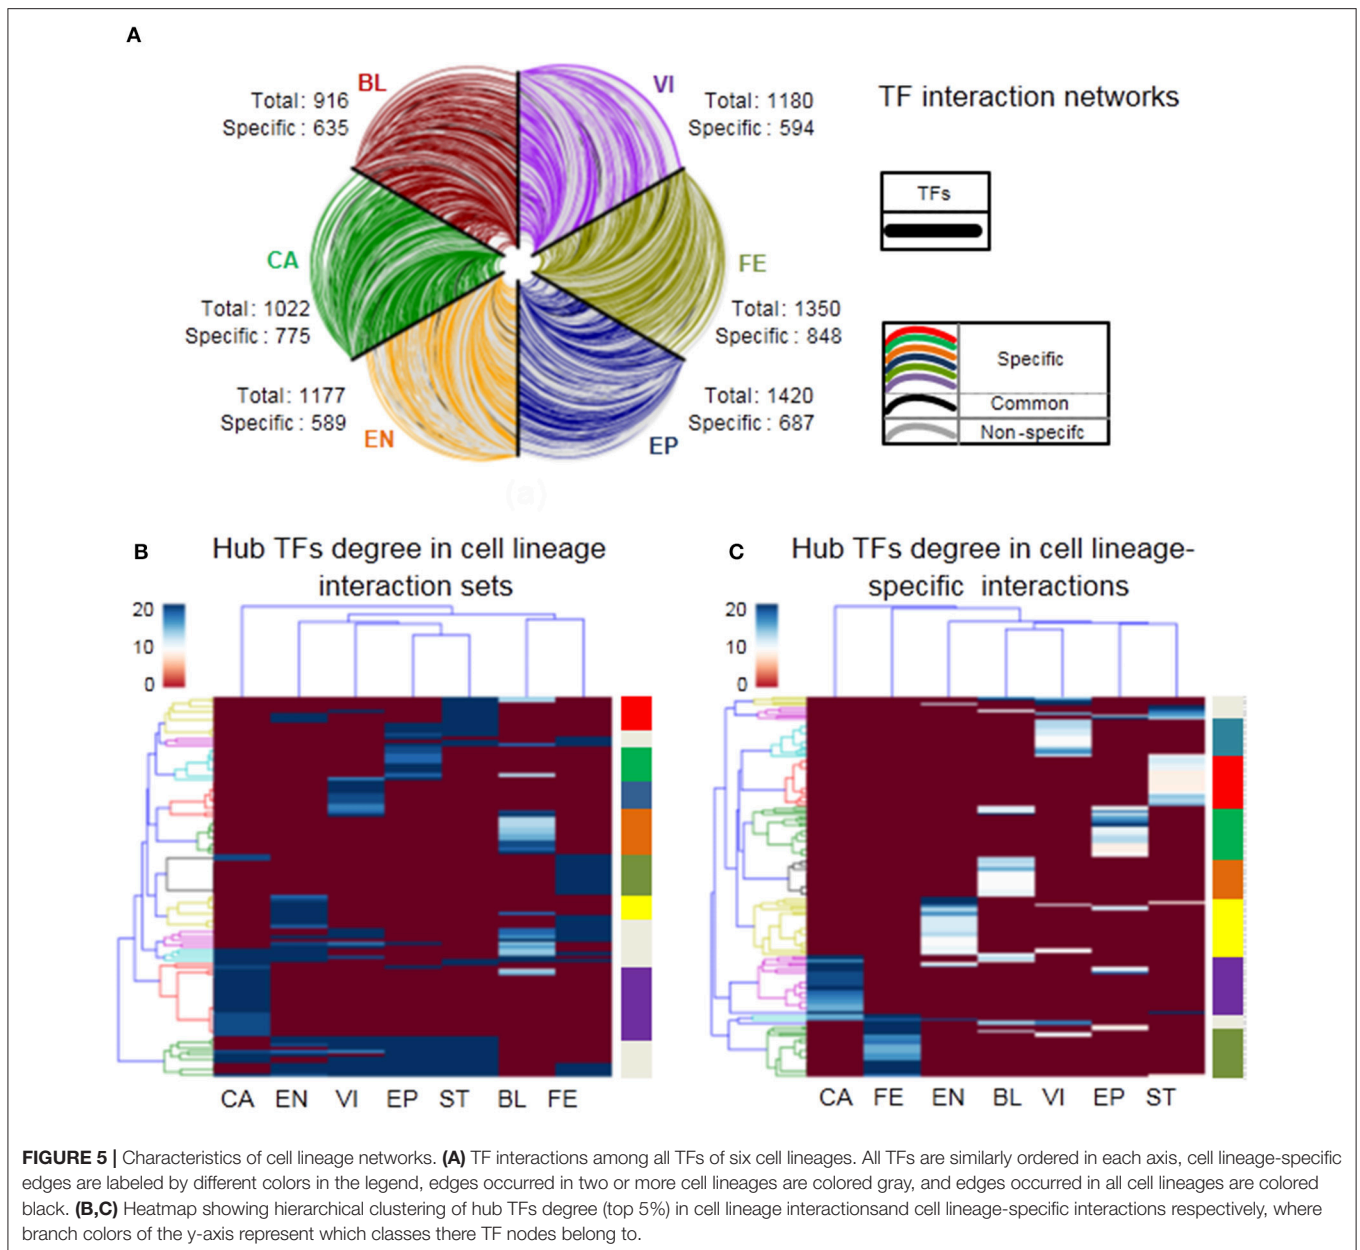 A
BL
Total: 916
Specific: 635
VI
Total: 1180
Specific: 594
TF interaction networks
TFs
CA
Total: 1022
Specific: 775
FE
Total: 1350
Specific: 848
Specific
Common
Non-specifc
Total: 1177
Specific: 589
EN
Total: 1420
Specific: 687
EP
(a)
B
Hub TFs degree in cell lineage
interaction sets
20
10
0
CA EN VI EP ST BL FE
C
Hub TFs degree in cell lineage-
specific interactions
20
10
0
CA FE EN BL VI EP ST
FIGURE 5 | Characteristics of cell lineage networks. (A) TF interactions among all TFs of six cell lineages. All TFs are similarly ordered in each axis, cell lineage-specific
edges are labeled by different colors in the legend, edges occurred in two or more cell lineages are colored gray, and edges occurred in all cell lineages are colored
black. (B,C) Heatmap showing hierarchical clustering of hub TFs degree (top 5%) in cell lineage interactionsand cell lineage-specific interactions respectively, where
branch colors of the y-axis represent which classes there TF nodes belong to.